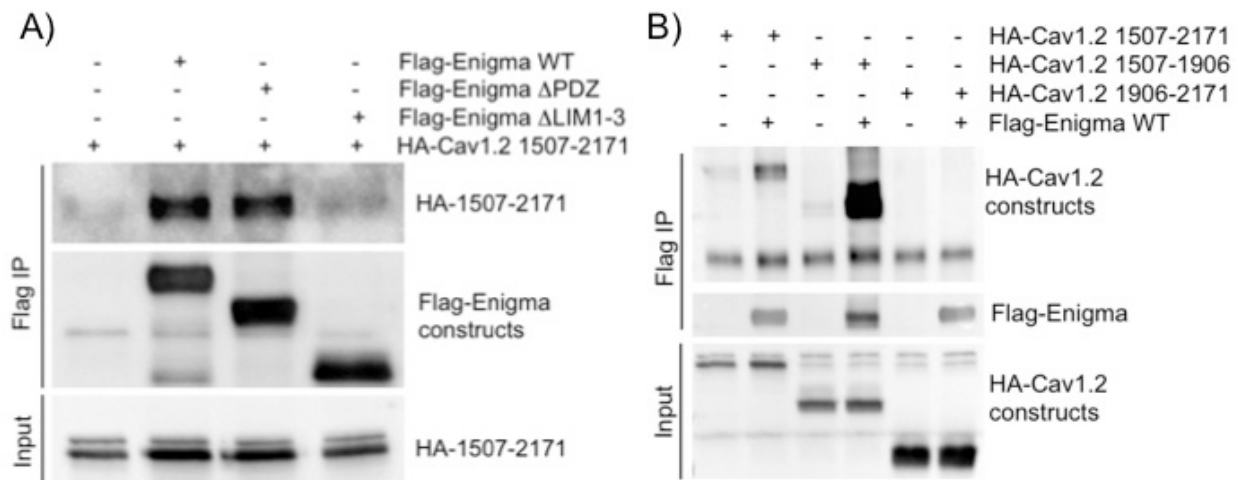 A)
- + - - Flag-Enigma WT
- - + - Flag-Enigma ΔPDZ
- - - + Flag-Enigma ΔLIM1-3
+ + + + HA-Cav1.2 1507-2171
Flag IP
HA-1507-2171
Flag-Enigma
constructs
Input
HA-1507-2171
B)
+ + - - - - HA-Cav1.2 1507-2171
- - + + - - HA-Cav1.2 1507-1906
- - - - + + HA-Cav1.2 1906-2171
- + - + - + Flag-Enigma WT
Flag IP
HA-Cav1.2
constructs
Flag-Enigma
Input
HA-Cav1.2
constructs